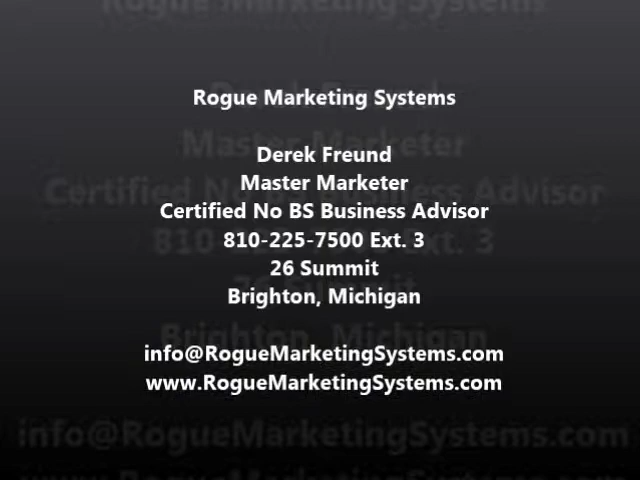 Rogue Marketing Systems
Derek Freund
Master Marketer
Certified No BS Business Advisor
810-225-7500 Ext. 3
26 Summit
Brighton, Michigan
info@RogueMarketingSystems.com
www.RogueMarketingSystems.com